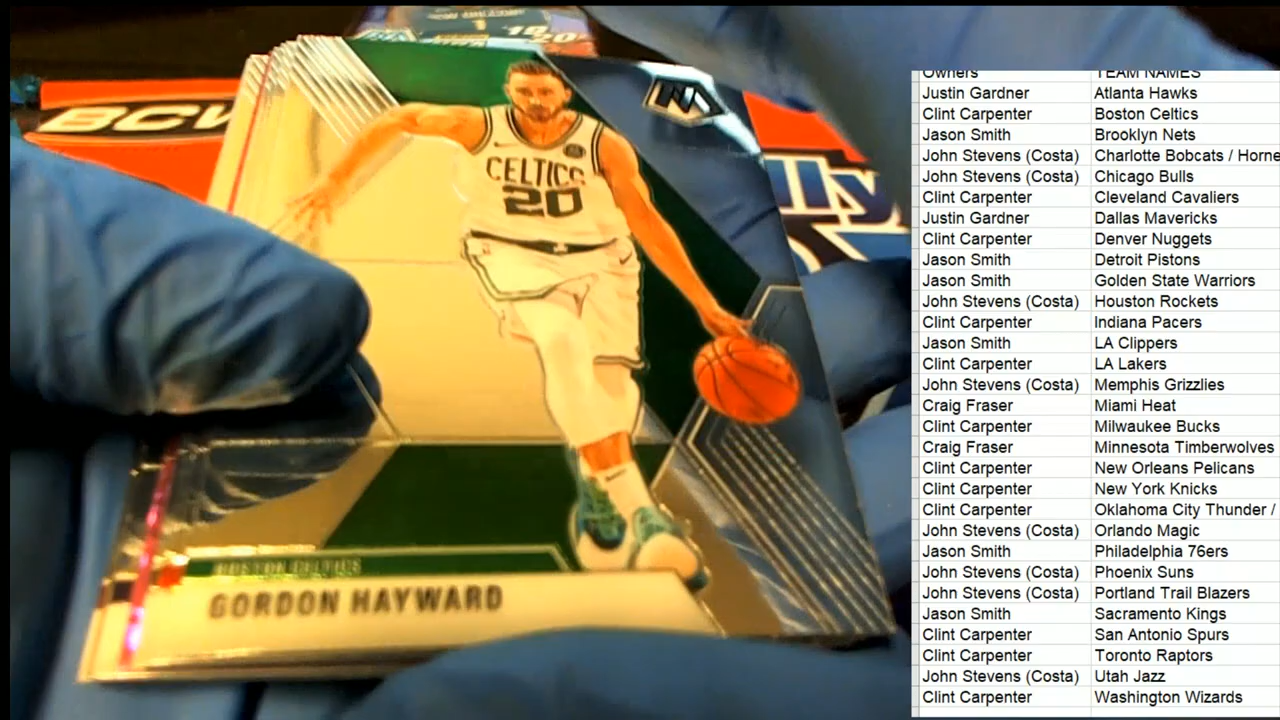 19-20
BCW
CELTICS
20
BOSTON CELTICS
GORDON HAYWARD
Owners TEAM NAMES
Justin Gardner Atlanta Hawks
Clint Carpenter Boston Celtics
Jason Smith Brooklyn Nets
John Stevens (Costa) Charlotte Bobcats / Horne
John Stevens (Costa) Chicago Bulls
Clint Carpenter Cleveland Cavaliers
Justin Gardner Dallas Mavericks
Clint Carpenter Denver Nuggets
Jason Smith Detroit Pistons
Jason Smith Golden State Warriors
John Stevens (Costa) Houston Rockets
Clint Carpenter Indiana Pacers
Jason Smith LA Clippers
Clint Carpenter LA Lakers
John Stevens (Costa) Memphis Grizzlies
Craig Fraser Miami Heat
Clint Carpenter Milwaukee Bucks
Craig Fraser Minnesota Timberwolves
Clint Carpenter New Orleans Pelicans
Clint Carpenter New York Knicks
Clint Carpenter Oklahoma City Thunder /
John Stevens (Costa) Orlando Magic
Jason Smith Philadelphia 76ers
John Stevens (Costa) Phoenix Suns
John Stevens (Costa) Portland Trail Blazers
Jason Smith Sacramento Kings
Clint Carpenter San Antonio Spurs
Clint Carpenter Toronto Raptors
John Stevens (Costa) Utah Jazz
Clint Carpenter Washington Wizards